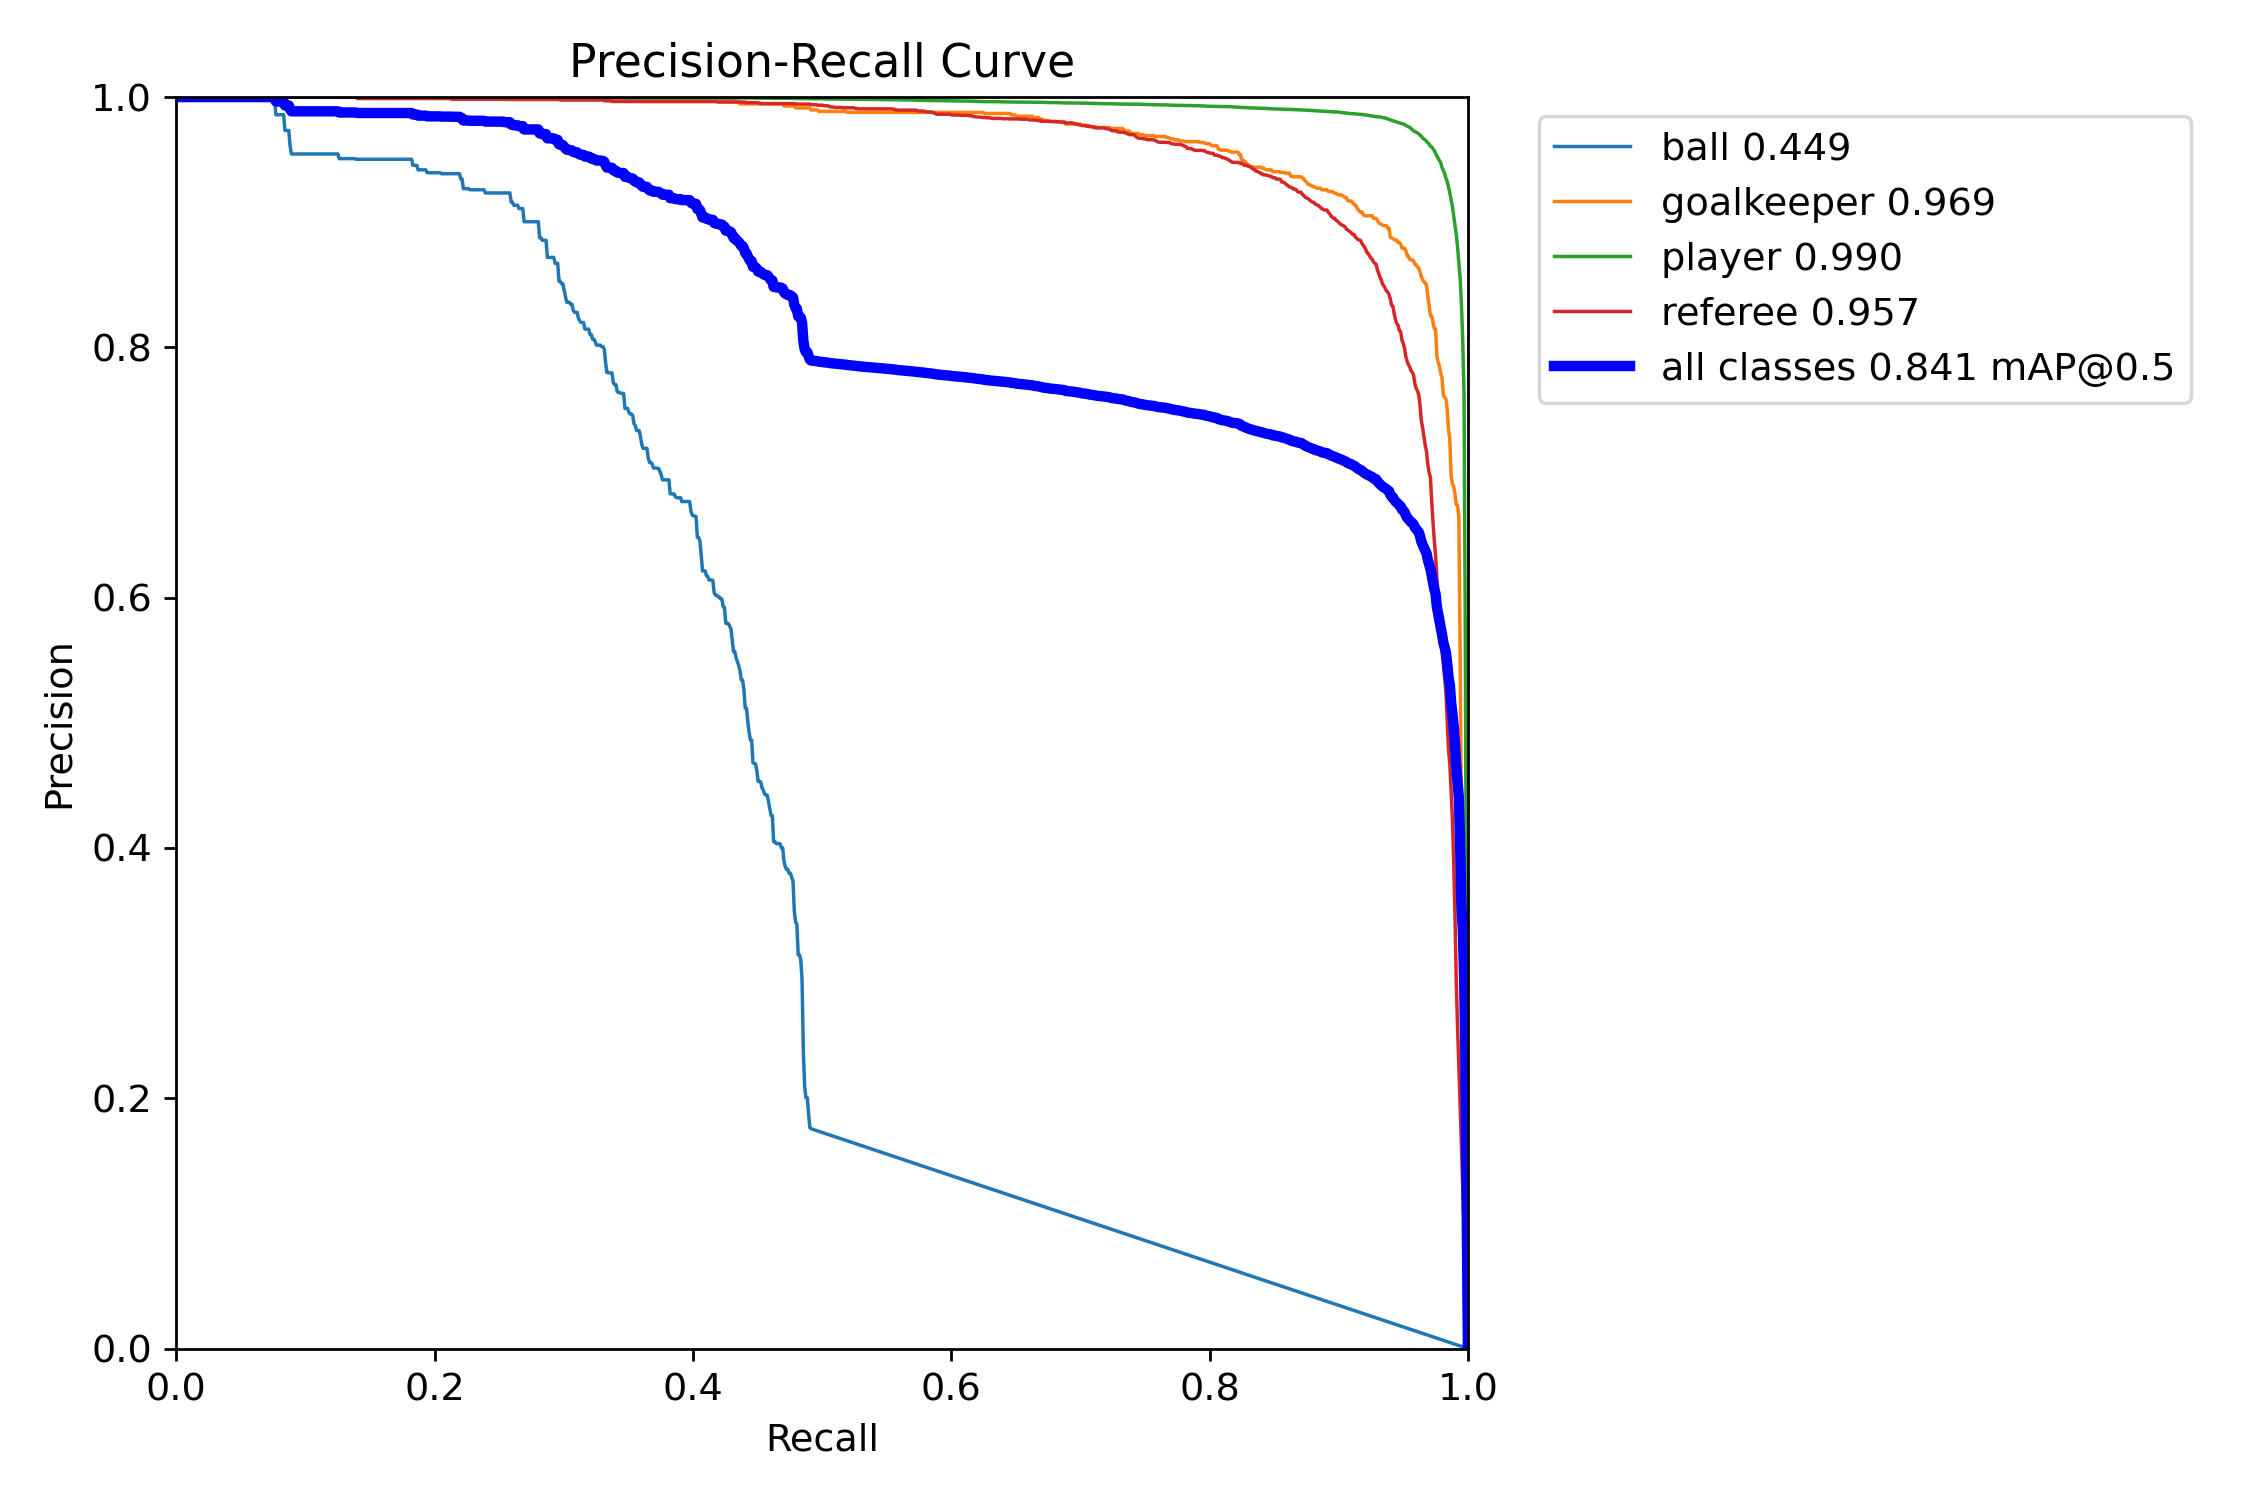 Precision-Recall Curve
1.0
0.8
0.6
0.4
0.2
0.0
Precision
0.0 0.2 0.4 0.6 0.8 1.0
Recall
ball 0.449
goalkeeper 0.969
player 0.990
referee 0.957
all classes 0.841 mAP@0.5